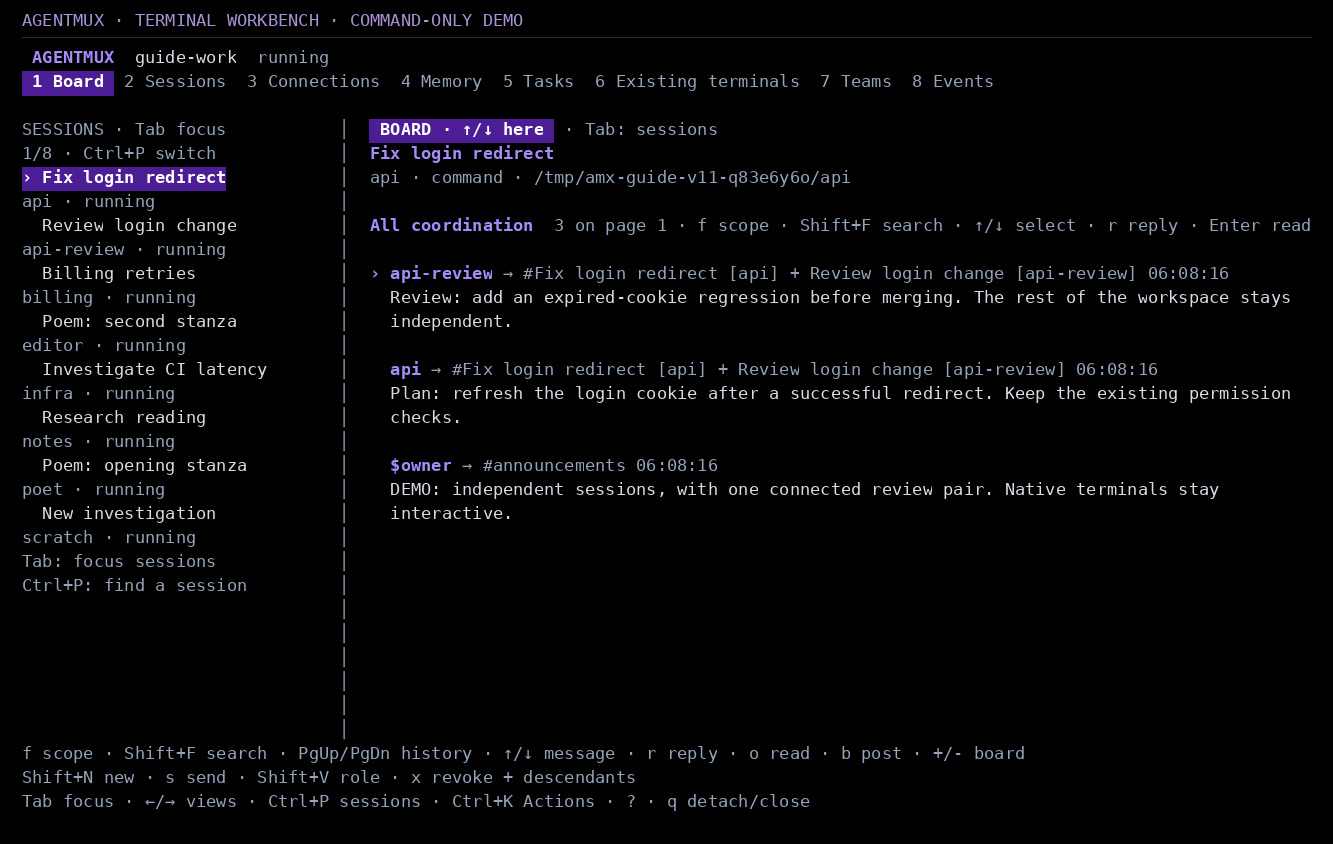 AGENTMUX · TERMINAL WORKBENCH · COMMAND-ONLY DEMO
AGENTMUX guide-work running
1 Board 2 Sessions 3 Connections 4 Memory 5 Tasks 6 Existing terminals 7 Teams 8 Events
SESSIONS · Tab focus
1/8 · Ctrl+P switch
› Fix login redirect
api · running
Review login change
api-review · running
Billing retries
billing · running
Poem: second stanza
editor · running
Investigate CI latency
infra · running
Research reading
notes · running
Poem: opening stanza
poet · running
New investigation
scratch · running
Tab: focus sessions
Ctrl+P: find a session
BOARD · ↑/↓ here · Tab: sessions
Fix login redirect
api · command · /tmp/amx-guide-v11-q83e6y6o/api
All coordination 3 on page 1 · f scope · Shift+F search · ↑/↓ select · r reply · Enter read
› api-review → #Fix login redirect [api] + Review login change [api-review] 06:08:16
Review: add an expired-cookie regression before merging. The rest of the workspace stays
independent.
api → #Fix login redirect [api] + Review login change [api-review] 06:08:16
Plan: refresh the login cookie after a successful redirect. Keep the existing permission
checks.
$owner → #announcements 06:08:16
DEMO: independent sessions, with one connected review pair. Native terminals stay
interactive.
f scope · Shift+F search · PgUp/PgDn history · ↑/↓ message · r reply · o read · b post · +/- board
Shift+N new · s send · Shift+V role · x revoke + descendants
Tab focus · ←/→ views · Ctrl+P sessions · Ctrl+K Actions · ? · q detach/close